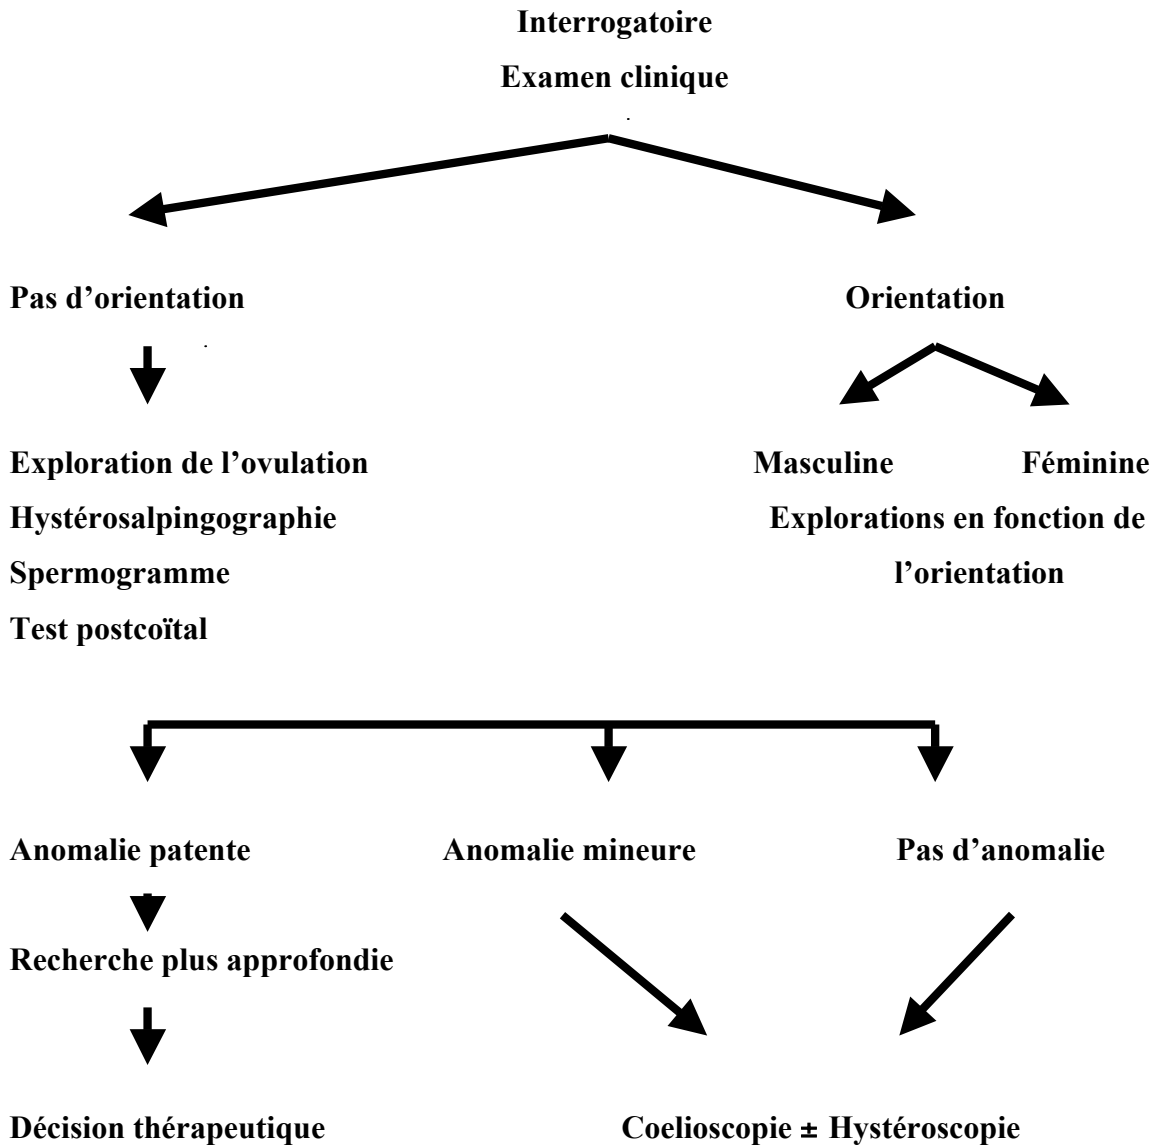 Interrogatoire
Examen clinique
Pas d’orientation
Orientation
Exploration de l’ovulation
Hystérosalpingographie
Spermogramme
Test postcoïtal
Masculine Féminine
Explorations en fonction de
l’orientation
Anomalie patente
Anomalie mineure
Pas d’anomalie
Recherche plus approfondie
Décision thérapeutique
Coelioscopie ± Hystéroscopie